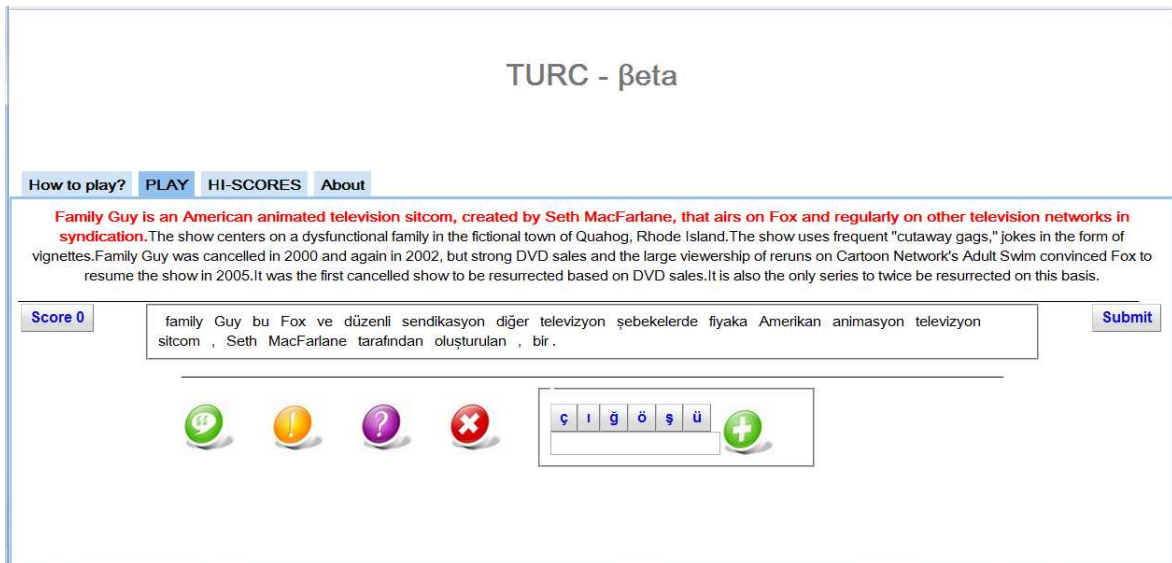 TURC - βeta
How to play? PLAY HI-SCORES About
Family Guy is an American animated television sitcom, created by Seth MacFarlane, that airs on Fox and regularly on other television networks in
syndication.The show centers on a dysfunctional family in the fictional town of Quahog, Rhode Island.The show uses frequent "cutaway gags," jokes in the form of
vignettes.Family Guy was cancelled in 2000 and again in 2002, but strong DVD sales and the large viewership of reruns on Cartoon Network's Adult Swim convinced Fox to
resume the show in 2005.It was the first cancelled show to be resurrected based on DVD sales.It is also the only series to twice be resurrected on this basis.
Score 0
family Guy bu Fox ve düzenli sendikasyon diğer televizyon şebekelerde fiyaka Amerikan animasyon televizyon
sitcom , Seth MacFarlane tarafından oluşturulan , bir .
Submit
ç ı ğ ö ş ü